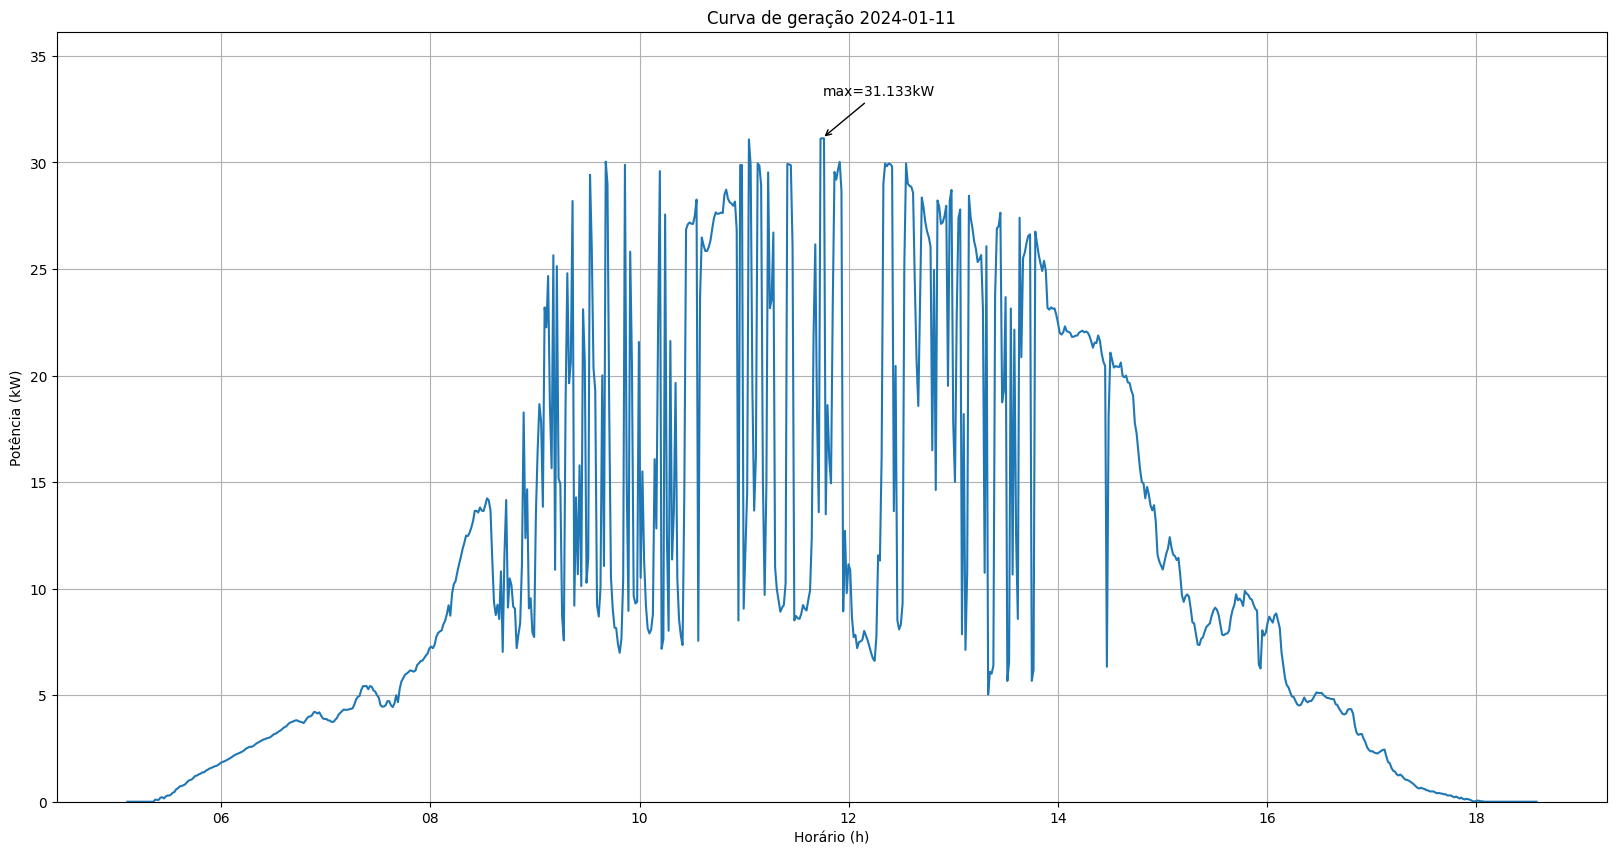 Curva de geração 2024-01-11
35
max=31.133kW
30
25
20
Potência (kW)
15
10
5
0
06 08 10 12 14 16 18
Horário (h)